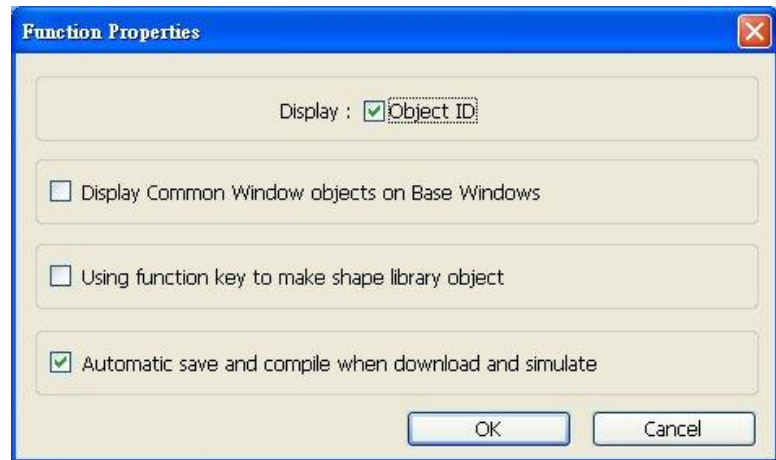 Function Properties
Display : Object ID
Display Common Window objects on Base Windows
Using function key to make shape library object
Automatic save and compile when download and simulate
OK Cancel